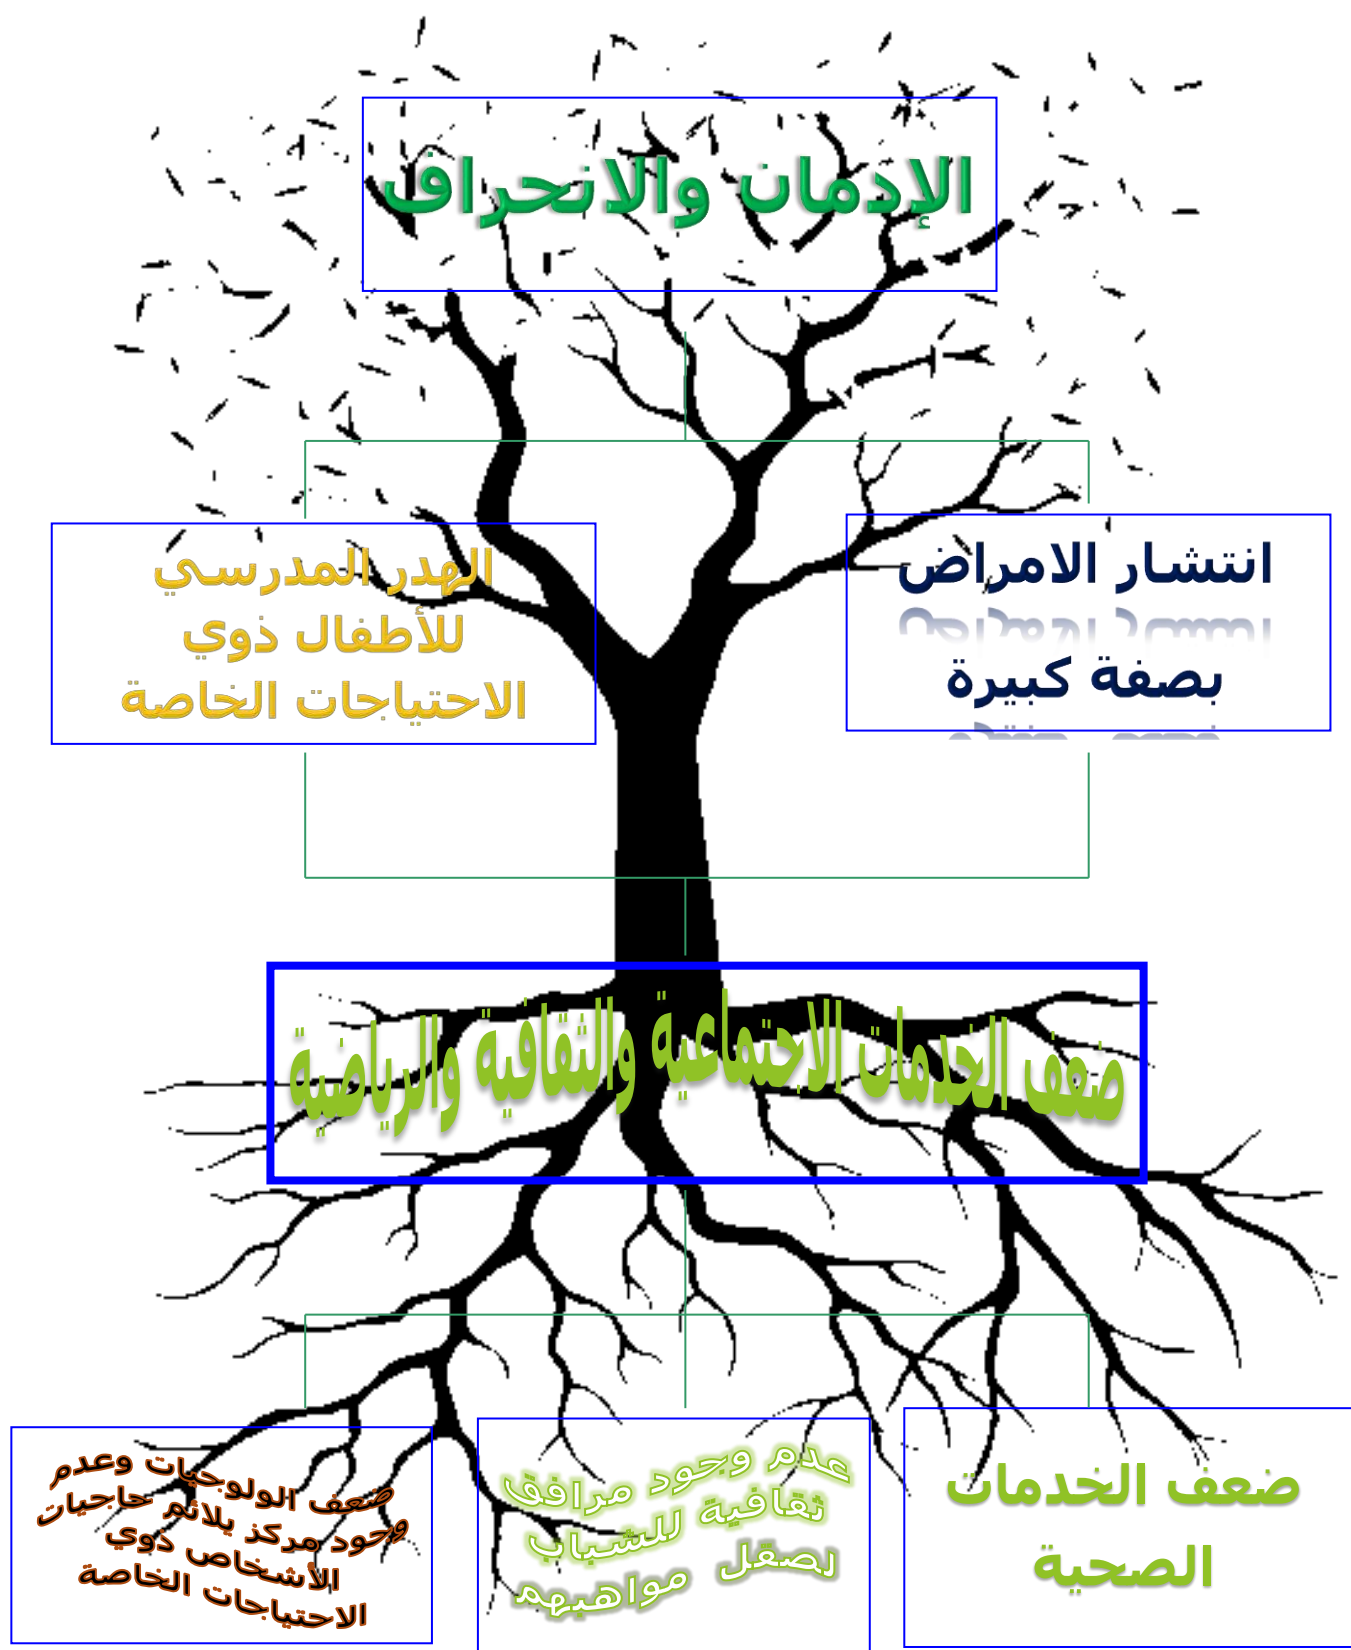 الإدمان والانحراف
انتشار الامراض
بصفة كبيرة
الهدر المدرسي
للأطفال ذوي
الاحتياجات الخاصة
ضعف الخدمات الاجتماعية والثقافية والرياضية
ضعف الخدمات
الصحية
عدم وجود مرافق
ثقافية للشباب
لصقل مواهبهم
ضعف الولوجيات وعدم
وجود مركز يلائم حاجيات
الأشخاص ذوي
الاحتياجات الخاصة